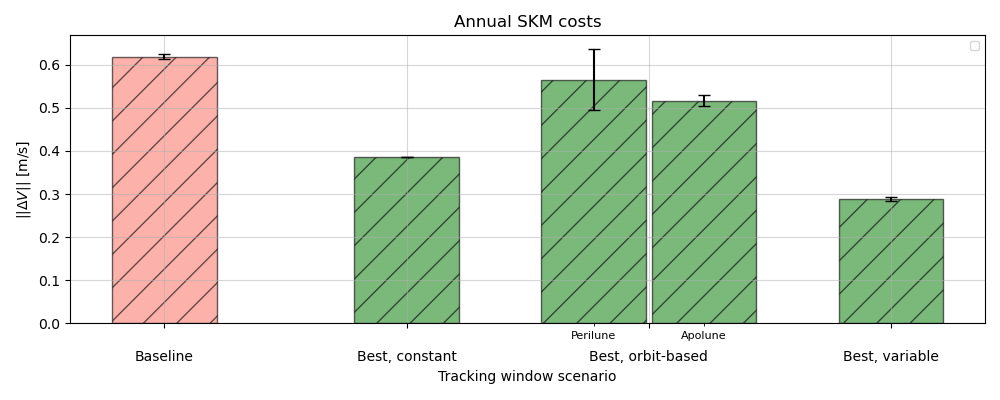 Annual SKM costs
||ΔV|| [m/s]
0.6
0.5
0.4
0.3
0.2
0.1
0.0
Perilune Apolune
Baseline Best, constant Best, orbit-based Best, variable
Tracking window scenario